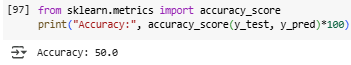 [97] from sklearn.metrics import accuracy_score
print("Accuracy:", accuracy_score(y_test, y_pred)*100)
Accuracy: 50.0